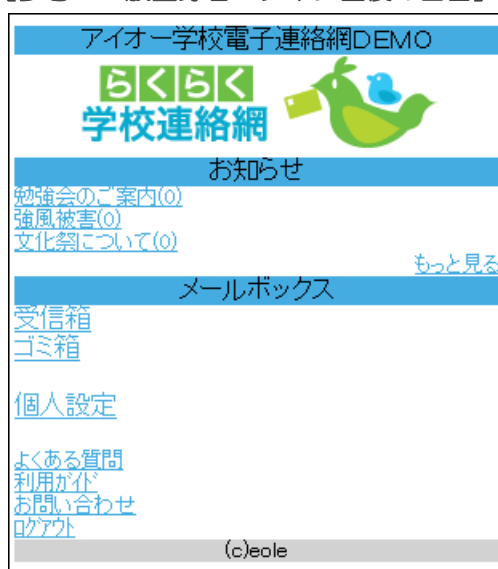 アイオー学校電子連絡網DEMO
らくらく
学校連絡網
お知らせ
勉強会のご案内(0)
強風被害(0)
文化祭について(0)
もっと見る
メールボックス
受信箱
ゴミ箱
個人設定
よくある質問
利用ガイド
お問い合わせ
ログアウト
(c)eole